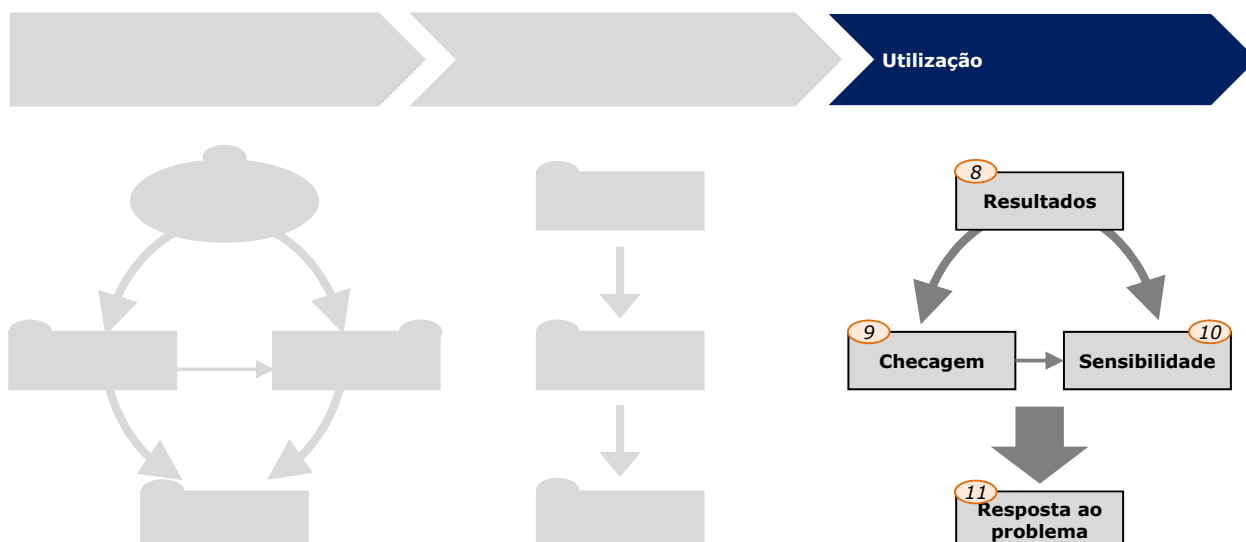 Utilização
8
Resultados
9
Checagem
10
Sensibilidade
11
Resposta ao
problema